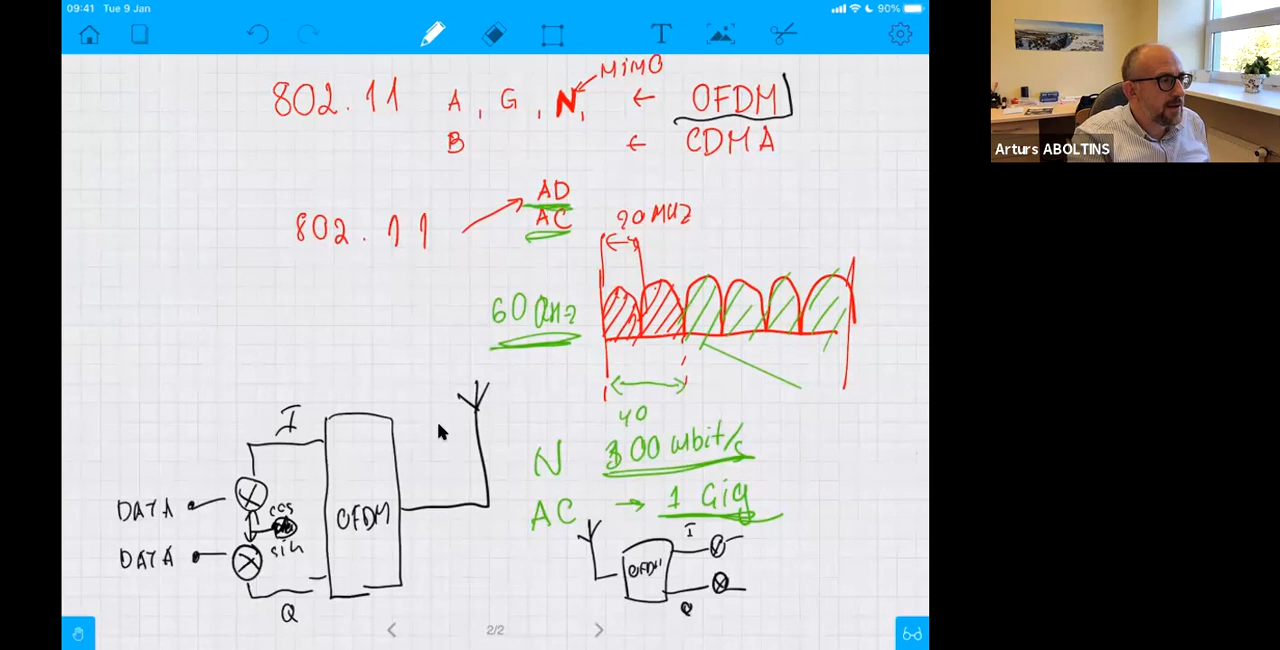 09:41 Tue 9 Jan
90%
T
MiMO
802.11 A, G, N, ← OFDM
B ← CDMA
802.11 AD
AC
20 MHZ
60 GHz
40
N 300 mbit/s
AC → 1 Gig
I
DATA
cos
OFDM
DATA
sin
Q
I
OFDM
Q
2/2
Arturs ABOLTINS